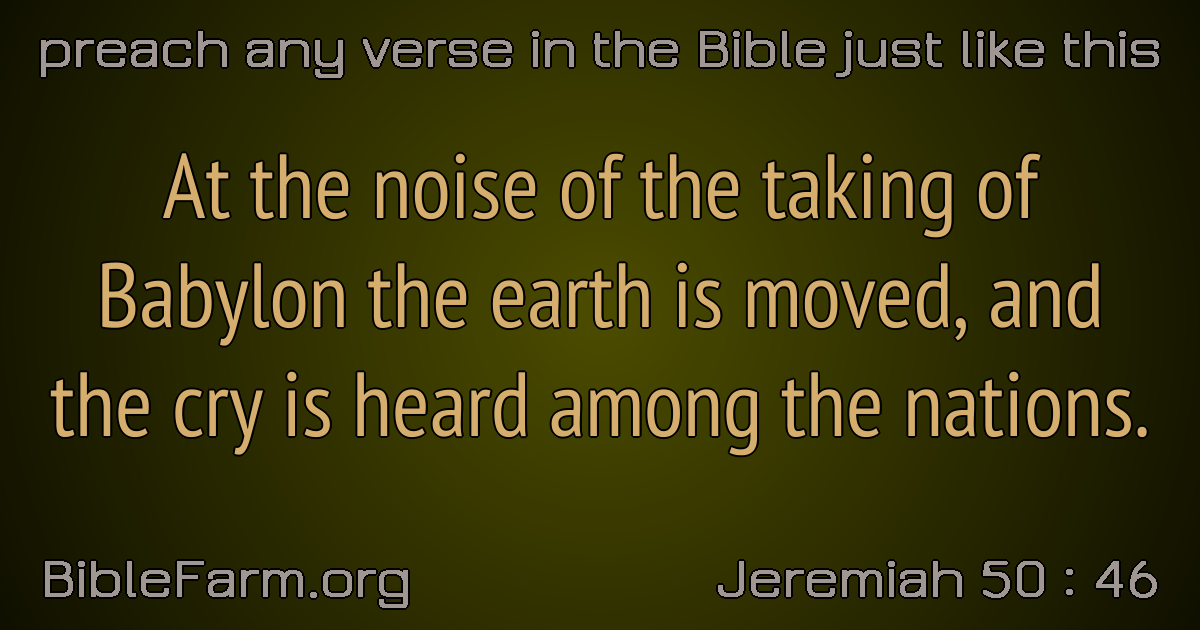 preach any verse in the Bible just like this
At the noise of the taking of
Babylon the earth is moved, and
the cry is heard among the nations.
BibleFarm.org
Jeremiah 50 : 46